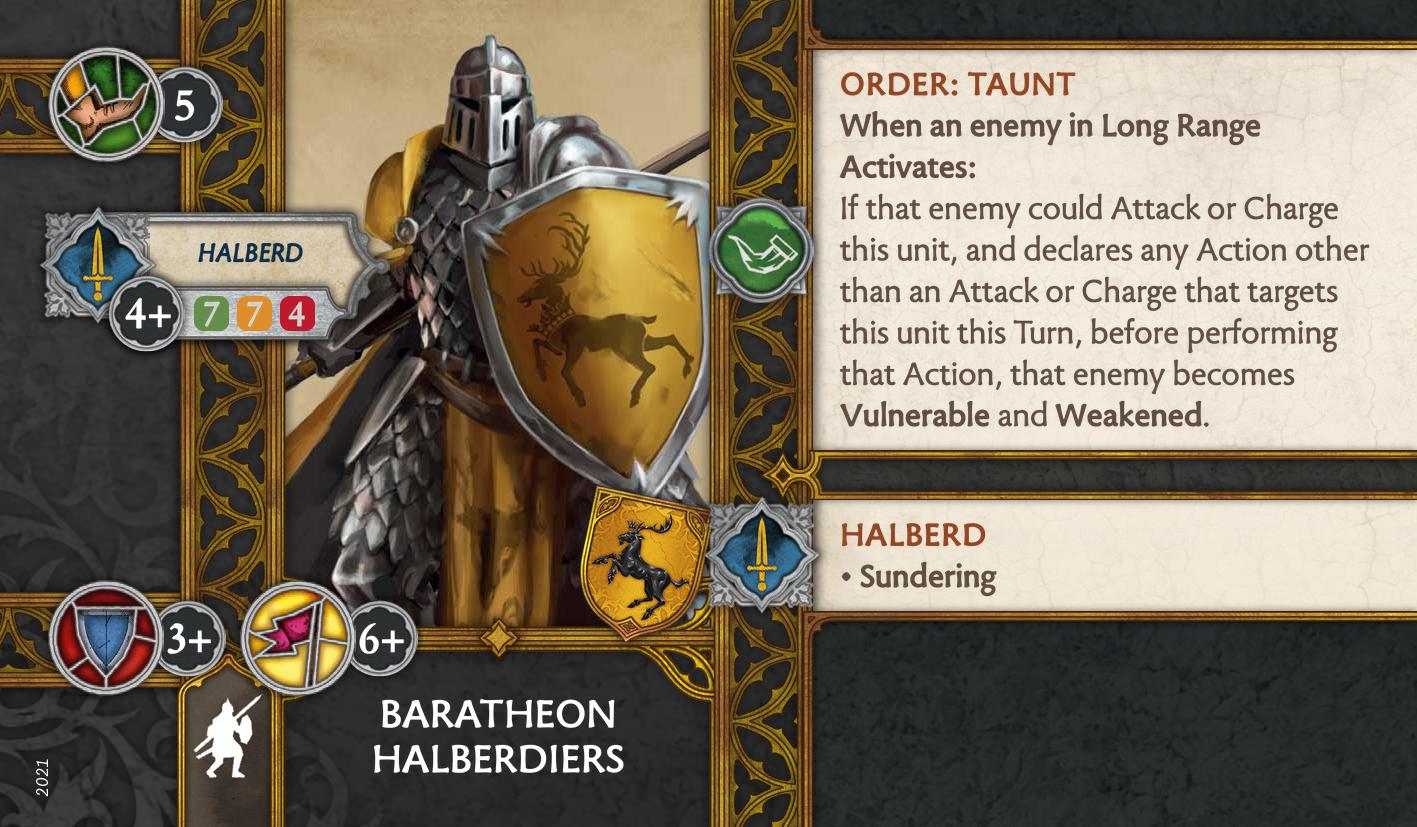 5
HALBERD
4+ 7 7 4
3+ 6+
BARATHEON
HALBERDIERS
2021
ORDER: TAUNT
When an enemy in Long Range
Activates:
If that enemy could Attack or Charge
this unit, and declares any Action other
than an Attack or Charge that targets
this unit this Turn, before performing
that Action, that enemy becomes
Vulnerable and Weakened.
HALBERD
• Sundering